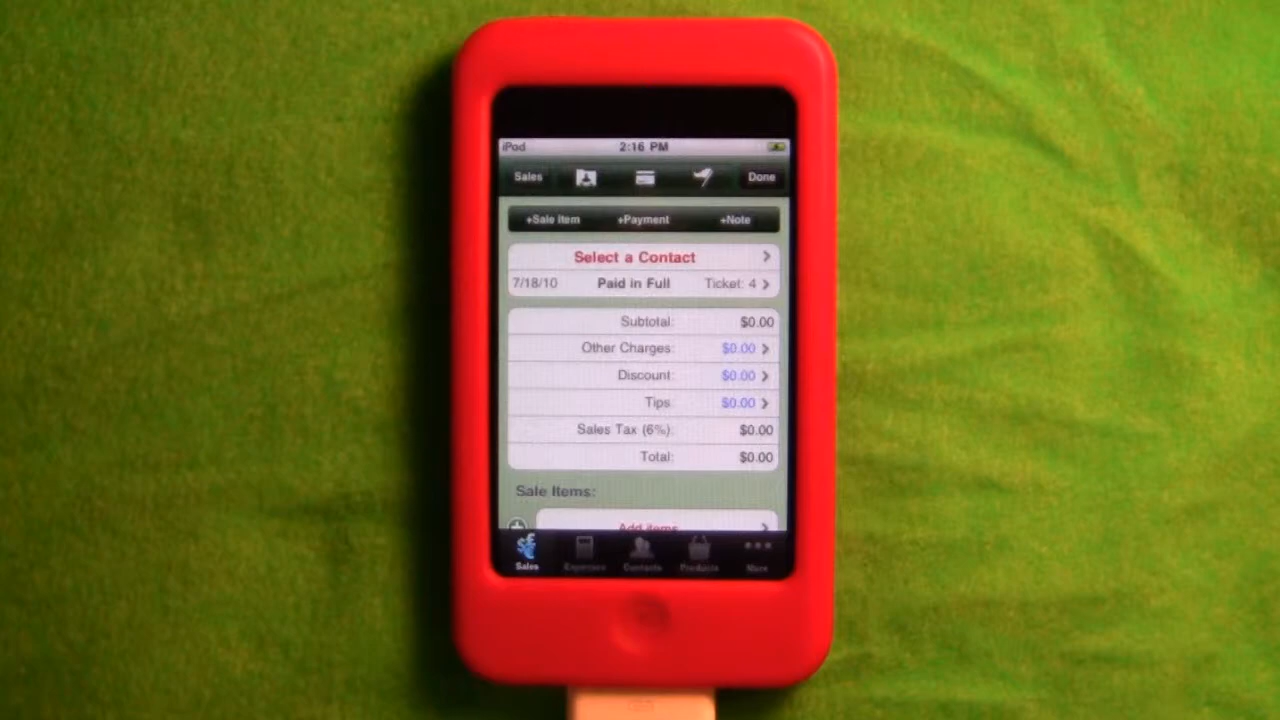 iPod 2:16 PM
Sales Done
+Sale Item +Payment +Note
Select a Contact
7/18/10 Paid in Full Ticket: 4
Subtotal: $0.00
Other Charges: $0.00
Discount: $0.00
Tips: $0.00
Sales Tax (6%): $0.00
Total: $0.00
Sale Items:
Add items
Sales Expenses Contacts Products More